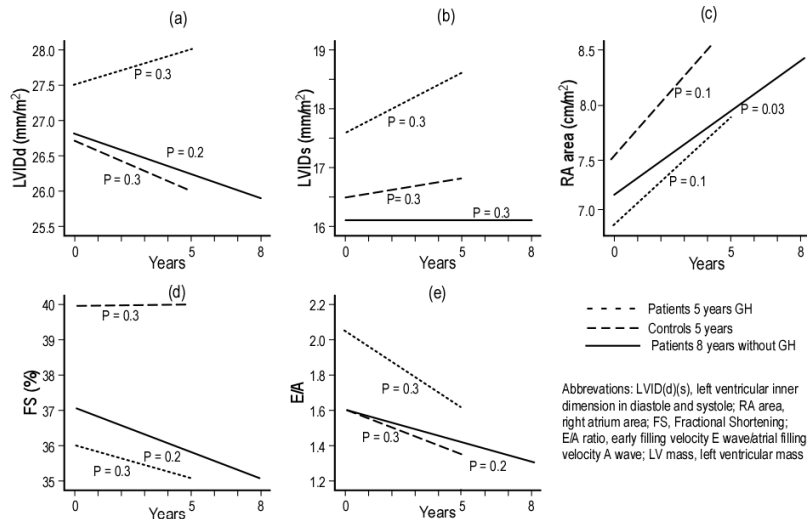 (a)
28.0
27.5
27.0
26.5
26.0
25.5
LVIDd (mm/m²)
P = 0.3
P = 0.2
P = 0.3
0
5
8
Years
(b)
19
18
17
16
LVIDs (mm/m²)
P = 0.3
P = 0.3
P = 0.3
0
5
8
Years
(c)
8.5
8.0
7.5
7.0
RA area (cm/m²)
P = 0.1
P = 0.03
P = 0.1
0
5
8
Years
(d)
40
37
36
35
FS (%)
P = 0.3
P = 0.2
P = 0.3
0
5
8
Years
(e)
2.2
2.0
1.8
1.6
1.4
1.2
E/A
P = 0.3
P = 0.3
P = 0.2
0
5
8
Years
Patients 5 years GH
Controls 5 years
Patients 8 years without GH
Abbrevations: LVID(d)(s), left ventricular inner
dimension in diastole and systole; RA area,
right atrium area; FS, Fractional Shortening;
E/A ratio, early filling velocity E wave/atrial filling
velocity A wave; LV mass, left ventricular mass